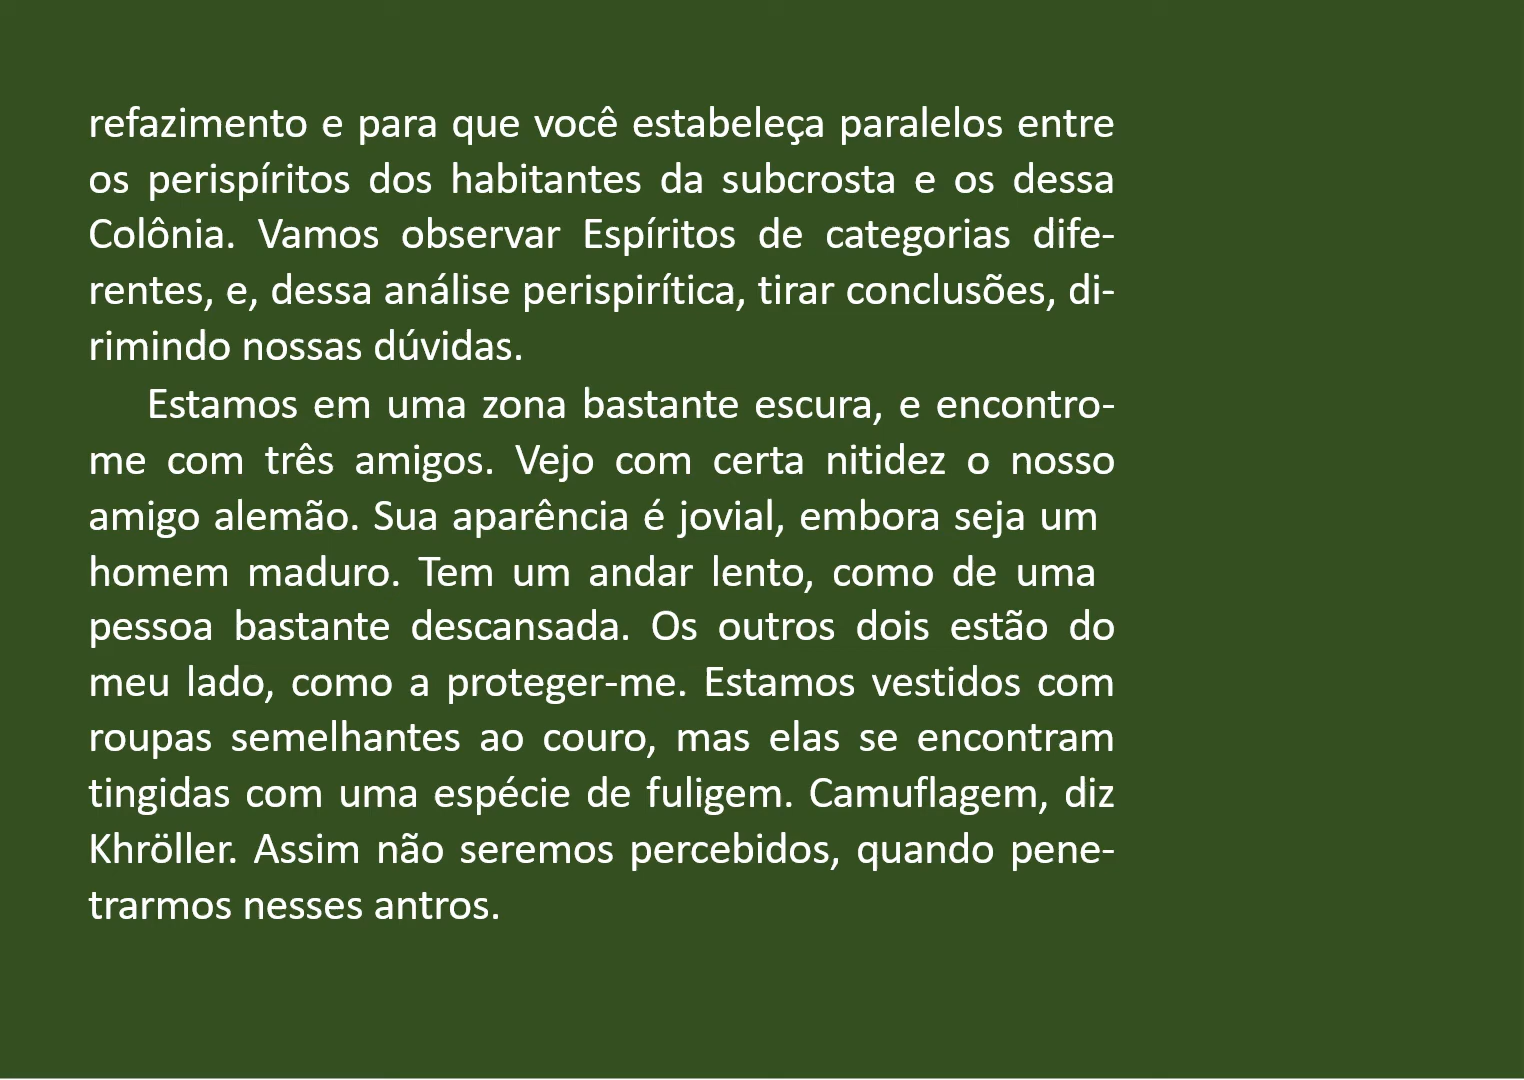 refazimento e para que você estabeleça paralelos entre
os perispíritos dos habitantes da subcrosta e os dessa
Colônia. Vamos observar Espíritos de categorias dife-
rentes, e, dessa análise perispirítica, tirar conclusões, di-
rimindo nossas dúvidas.
Estamos em uma zona bastante escura, e encontro-
me com três amigos. Vejo com certa nitidez o nosso
amigo alemão. Sua aparência é jovial, embora seja um
homem maduro. Tem um andar lento, como de uma
pessoa bastante descansada. Os outros dois estão do
meu lado, como a proteger-me. Estamos vestidos com
roupas semelhantes ao couro, mas elas se encontram
tingidas com uma espécie de fuligem. Camuflagem, diz
Khröller. Assim não seremos percebidos, quando pene-
trarmos nesses antros.